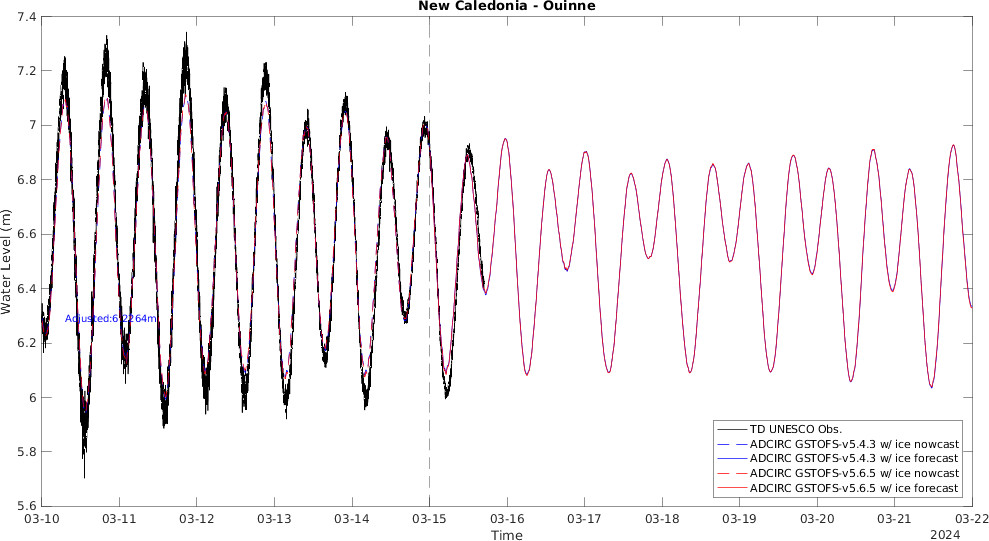 New Caledonia - Ouinne
7.4
7.2
7
6.8
6.6
6.4
6.2
6
5.8
5.6
Water Level (m)
Adjusted:6.2264m
TD UNESCO Obs.
ADCIRC GSTOFS-v5.4.3 w/ ice nowcast
ADCIRC GSTOFS-v5.4.3 w/ ice forecast
ADCIRC GSTOFS-v5.6.5 w/ ice nowcast
ADCIRC GSTOFS-v5.6.5 w/ ice forecast
03-10 03-11 03-12 03-13 03-14 03-15 03-16 03-17 03-18 03-19 03-20 03-21 03-22
Time
2024